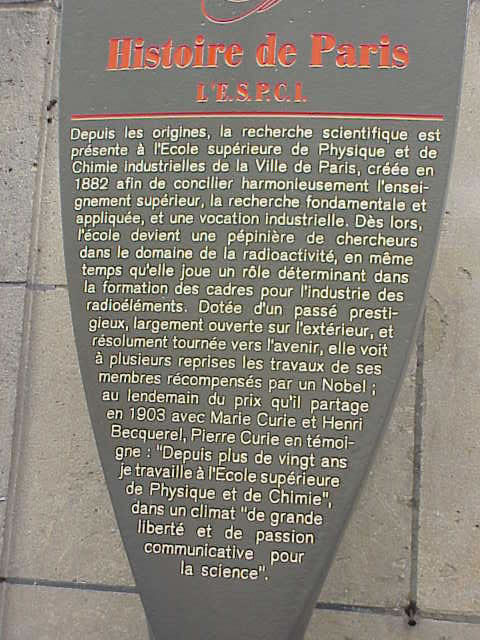 Histoire de Paris
L'E.S.P.C.I.
Depuis les origines, la recherche scientifique est
présente à l'Ecole supérieure de Physique et de
Chimie industrielles de la Ville de Paris, créée en
1882 afin de concilier harmonieusement l'ensei-
gnement supérieur, la recherche fondamentale et
appliquée, et une vocation industrielle. Dès lors,
l'école devient une pépinière de chercheurs
dans le domaine de la radioactivité, en même
temps qu'elle joue un rôle déterminant dans
la formation des cadres pour l'industrie des
radioéléments. Dotée d'un passé presti-
gieux, largement ouverte sur l'extérieur, et
résolument tournée vers l'avenir, elle voit
à plusieurs reprises les travaux de ses
membres récompensés par un Nobel ;
au lendemain du prix qu'il partage
en 1903 avec Marie Curie et Henri
Becquerel, Pierre Curie en témoi-
gne : "Depuis plus de vingt ans
je travaille à l'Ecole supérieure
de Physique et de Chimie",
dans un climat "de grande
liberté et de passion
communicative pour
la science".